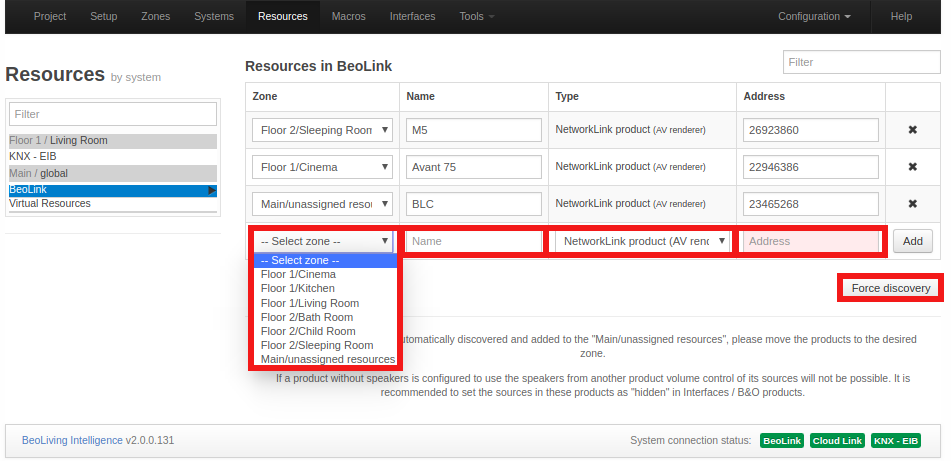 Project Setup Zones Systems Resources Macros Interfaces Tools Configuration Help
Resources by system
Filter
Floor 1 / Living Room
KNX - EIB
Main / global
BeoLink
Virtual Resources
Resources in BeoLink
Filter
Zone Name Type Address
Floor 2/Sleeping Room M5 NetworkLink product (AV renderer) 26923860 ✖
Floor 1/Cinema Avant 75 NetworkLink product (AV renderer) 22946386 ✖
Main/unassigned resou BLC NetworkLink product (AV renderer) 23465268 ✖
-- Select zone -- Name NetworkLink product (AV renc Address Add
-- Select zone --
Floor 1/Cinema
Floor 1/Kitchen
Floor 1/Living Room
Floor 2/Bath Room
Floor 2/Child Room
Floor 2/Sleeping Room
Main/unassigned resources
Force discovery
utomatically discovered and added to the "Main/unassigned resources", please move the products to the desired
zone.
If a product without speakers is configured to use the speakers from another product volume control of its sources will not be possible. It is
recommended to set the sources in these products as "hidden" in Interfaces / B&O products.
BeoLiving Intelligence v2.0.0.131
System connection status: BeoLink Cloud Link KNX - EIB